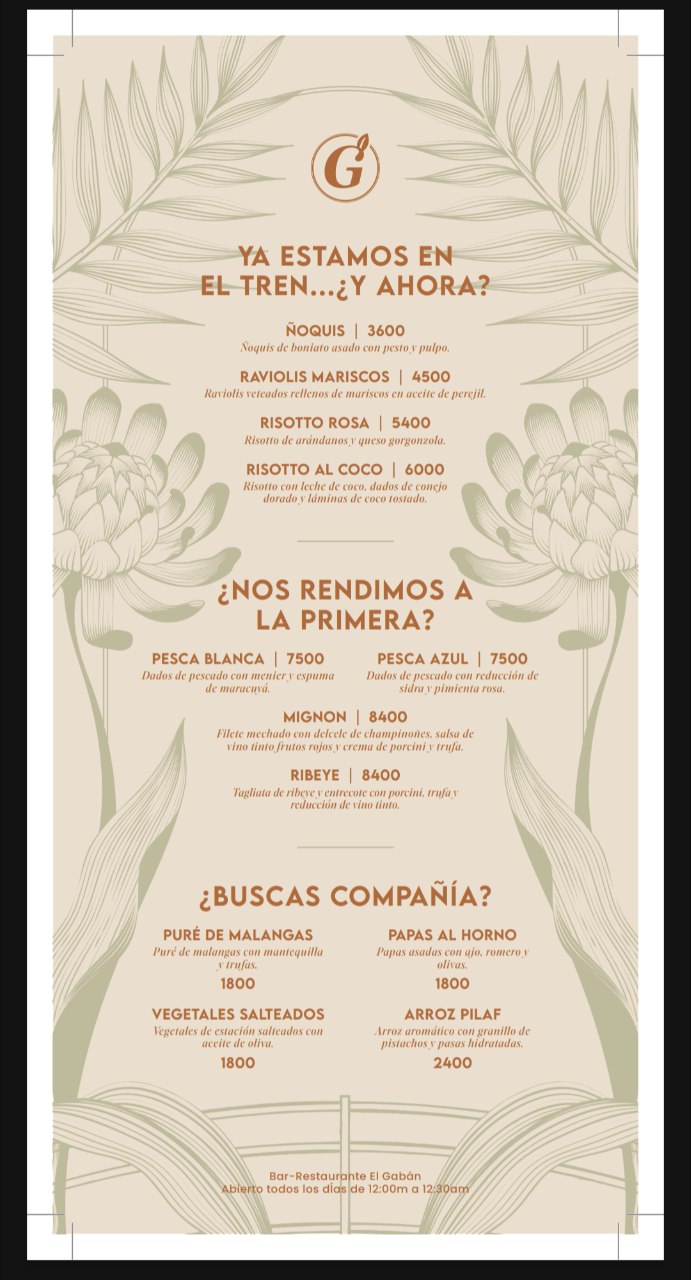 G
YA ESTAMOS EN
EL TREN...¿Y AHORA?
ÑOQUIS | 3600
Ñoquis de boniato asado con pesto y pulpo.
RAVIOLIS MARISCOS | 4500
Raviolis veteados rellenos de mariscos en aceite de perejil.
RISOTTO ROSA | 5400
Risotto de arándanos y queso gorgonzola.
RISOTTO AL COCO | 6000
Risotto con leche de coco, dados de conejo
dorado y láminas de coco tostado.
¿NOS RENDIMOS A
LA PRIMERA?
PESCA BLANCA | 7500
Dados de pescado con menier y espuma
de maracuyá.
PESCA AZUL | 7500
Dados de pescado con reducción de
sidra y pimienta rosa.
MIGNON | 8400
Filete mechado con delcele de champinoñes, salsa de
vino tinto frutos rojos y crema de porcini y trufa.
RIBEYE | 8400
Tagliata de ribeye y entrecote con porcini, trufa y
reducción de vino tinto.
¿BUSCAS COMPAÑÍA?
PURÉ DE MALANGAS
Puré de malangas con mantequilla
y trufas.
1800
PAPAS AL HORNO
Papas asadas con ajo, romero y
olivas.
1800
VEGETALES SALTEADOS
Vegetales de estación salteados con
aceite de oliva.
1800
ARROZ PILAF
Arroz aromático con granillo de
pistachos y pasas hidratadas.
2400
Bar-Restaurante El Gabán
Abierto todos los días de 12:00m a 12:30am